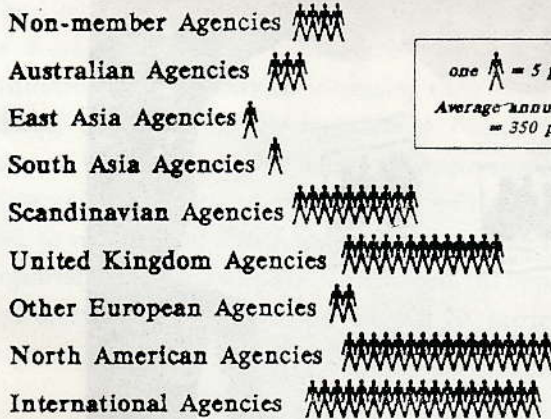 Non-member Agencies
Australian Agencies
one = 5
East Asia Agencies
Average
= 350
South Asia Agencies
Scandinavian Agencies
United Kingdom Agencies
Other European Agencies
North American Agencies
International Agencies